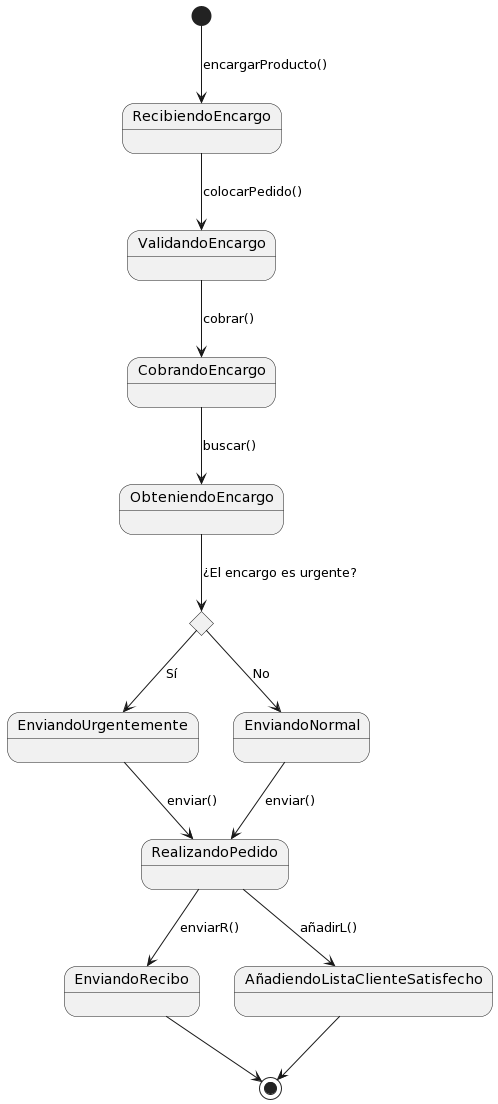 encargarProducto()
RecibiendoEncargo
colocarPedido()
ValidandoEncargo
cobrar()
CobrandoEncargo
buscar()
ObteniendoEncargo
¿El encargo es urgente?
Sí
No
EnviandoUrgentemente
EnviandoNormal
enviar()
enviar()
RealizandoPedido
enviarR()
añadirL()
EnviandoRecibo
AñadiendoListaClienteSatisfecho